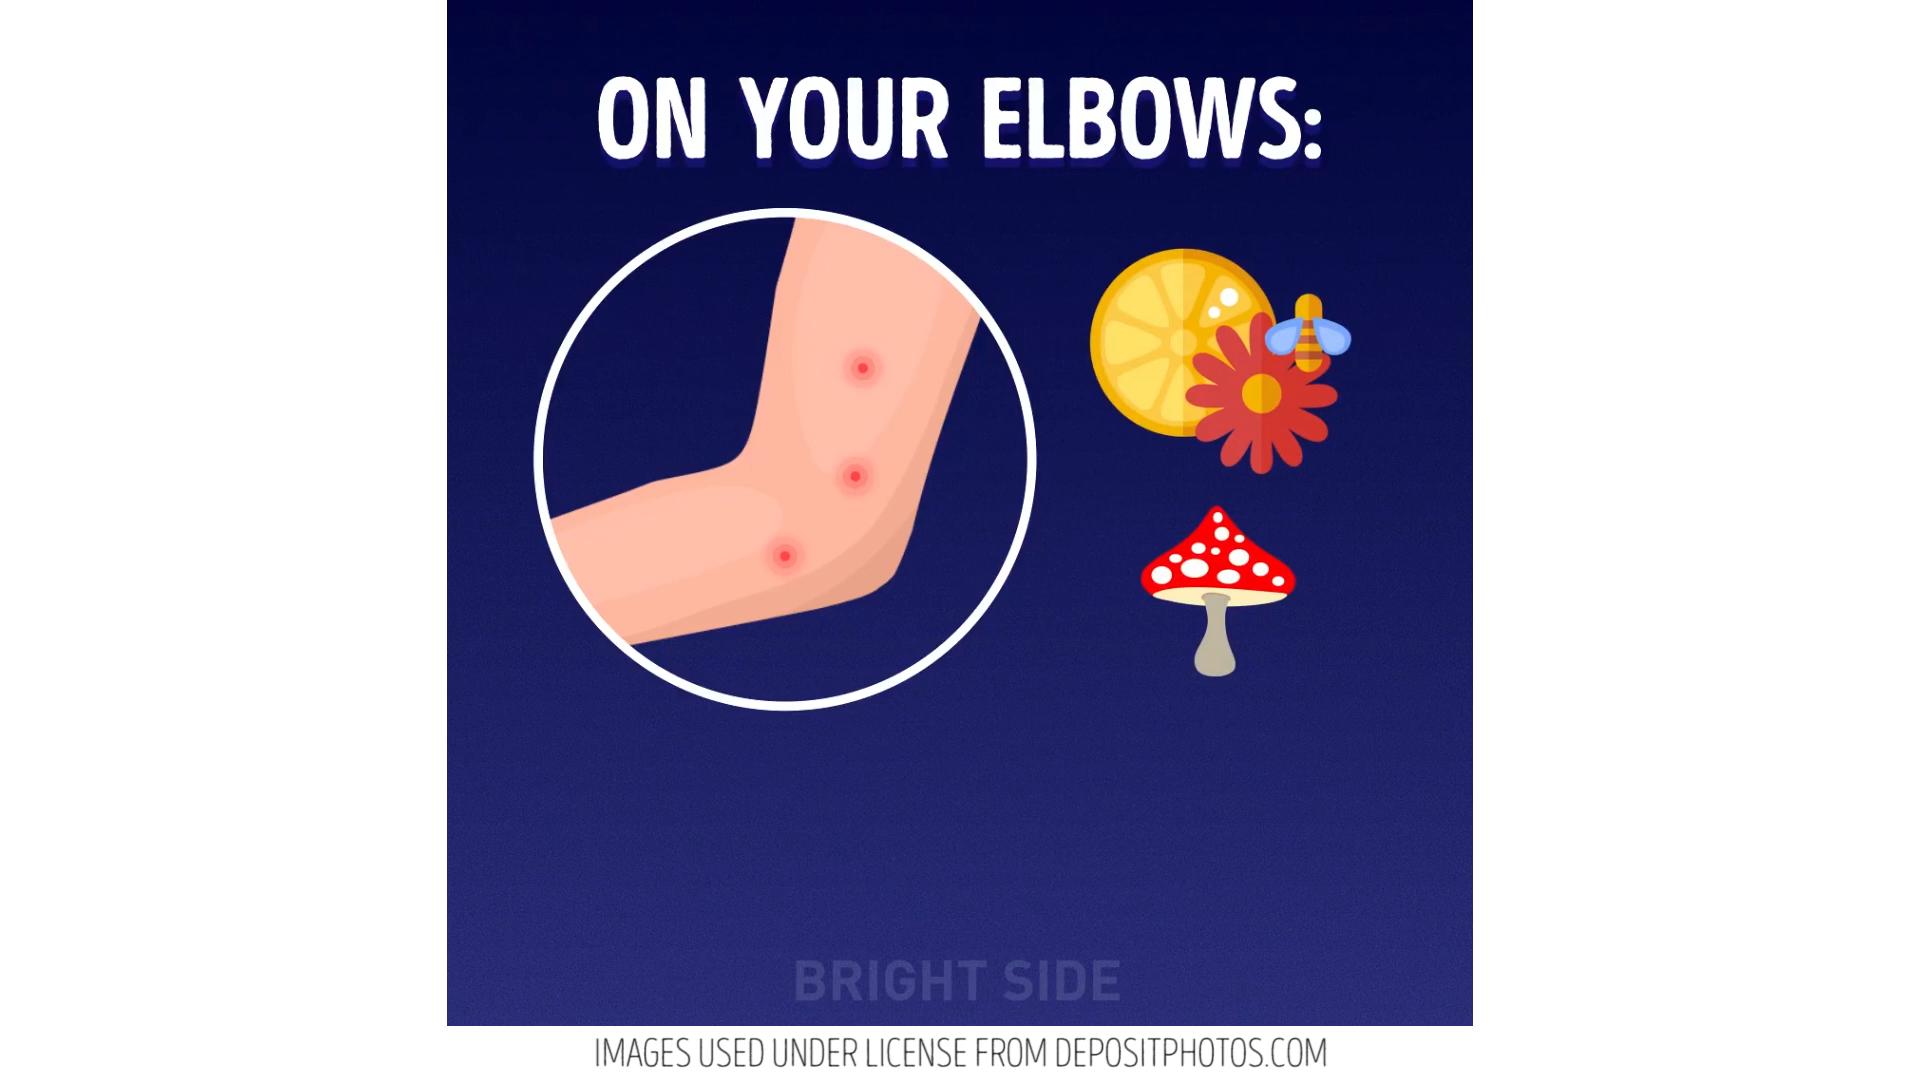 ON YOUR ELBOWS:
BRIGHT SIDE
IMAGES USED UNDER LICENSE FROM DEPOSITPHOTOS.COM